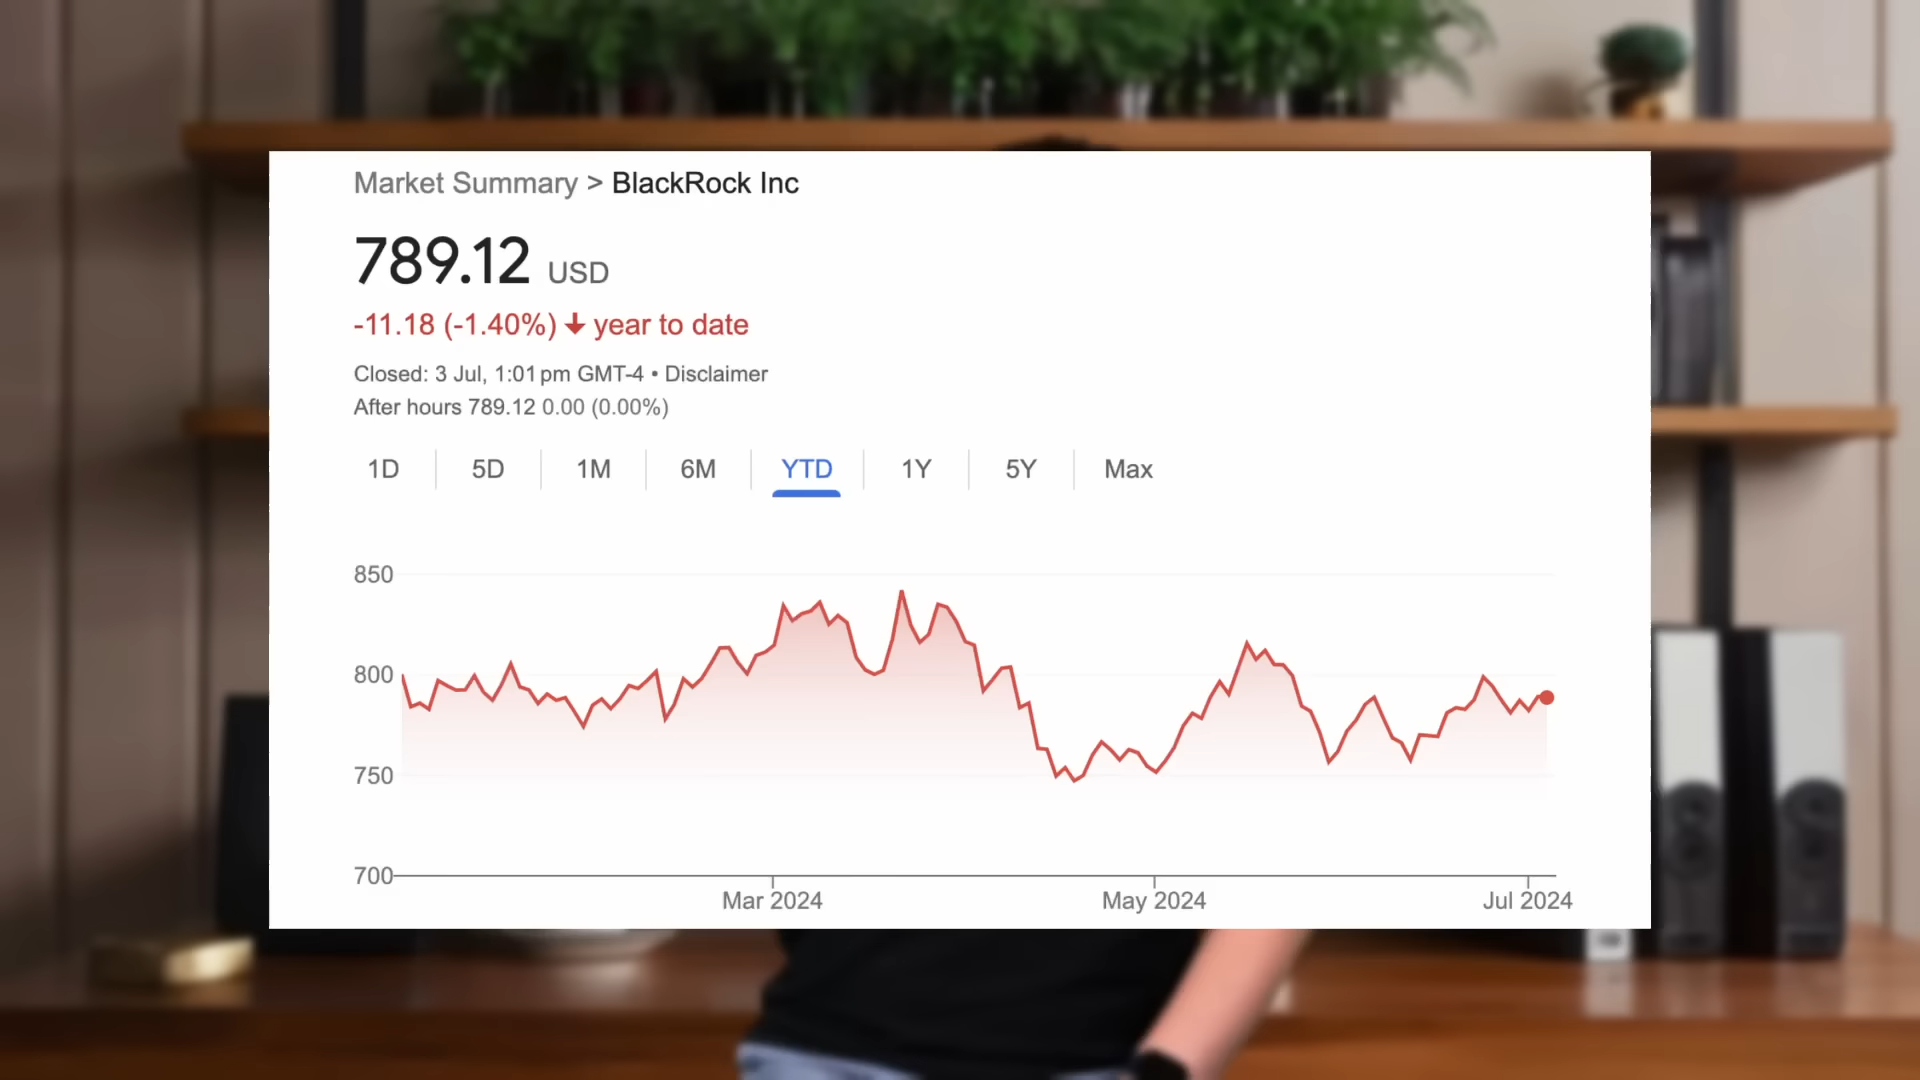 Market Summary > BlackRock Inc
789.12 USD
-11.18 (-1.40%) ↓ year to date
Closed: 3 Jul, 1:01 pm GMT-4 • Disclaimer
After hours 789.12 0.00 (0.00%)
1D 5D 1M 6M YTD 1Y 5Y Max
850
800
750
700
Mar 2024 May 2024 Jul 2024